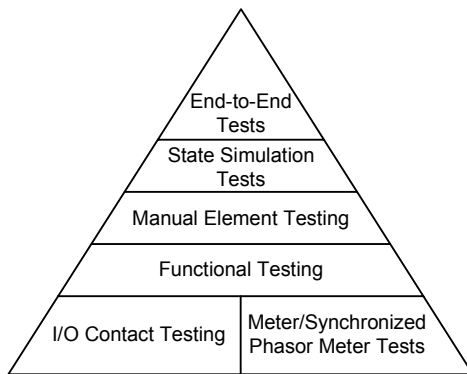 End-to-End
Tests
State Simulation
Tests
Manual Element Testing
Functional Testing
I/O Contact Testing
Meter/Synchronized
Phasor Meter Tests